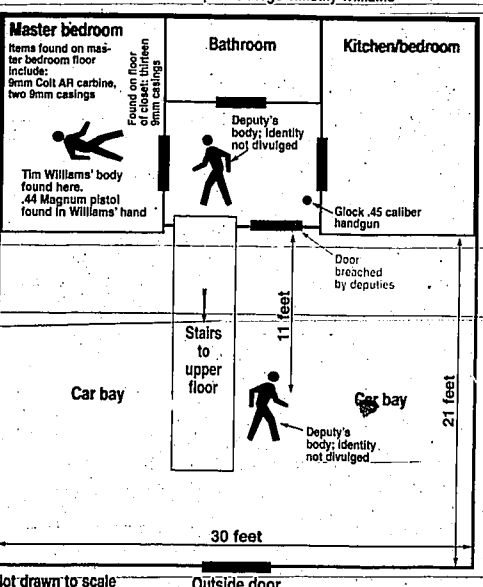 Master bedroom
Items found on mas-
ter bedroom floor
include:
9mm Colt AR carbine,
two 9mm casings
Found on floor
of closet: thirteen
9mm casings
Tim Williams' body
found here.
.44 Magnum pistol
found in Williams' hand
Bathroom
Kitchen/bedroom
Deputy's
body; identity
not divulged
Glock .45 caliber
handgun
Door
breached
by deputies
11 feet
Stairs
to
upper
floor
Car bay
Car bay
21 feet
Deputy's
body; identity
not divulged
30 feet
Not drawn to scale
Outside door